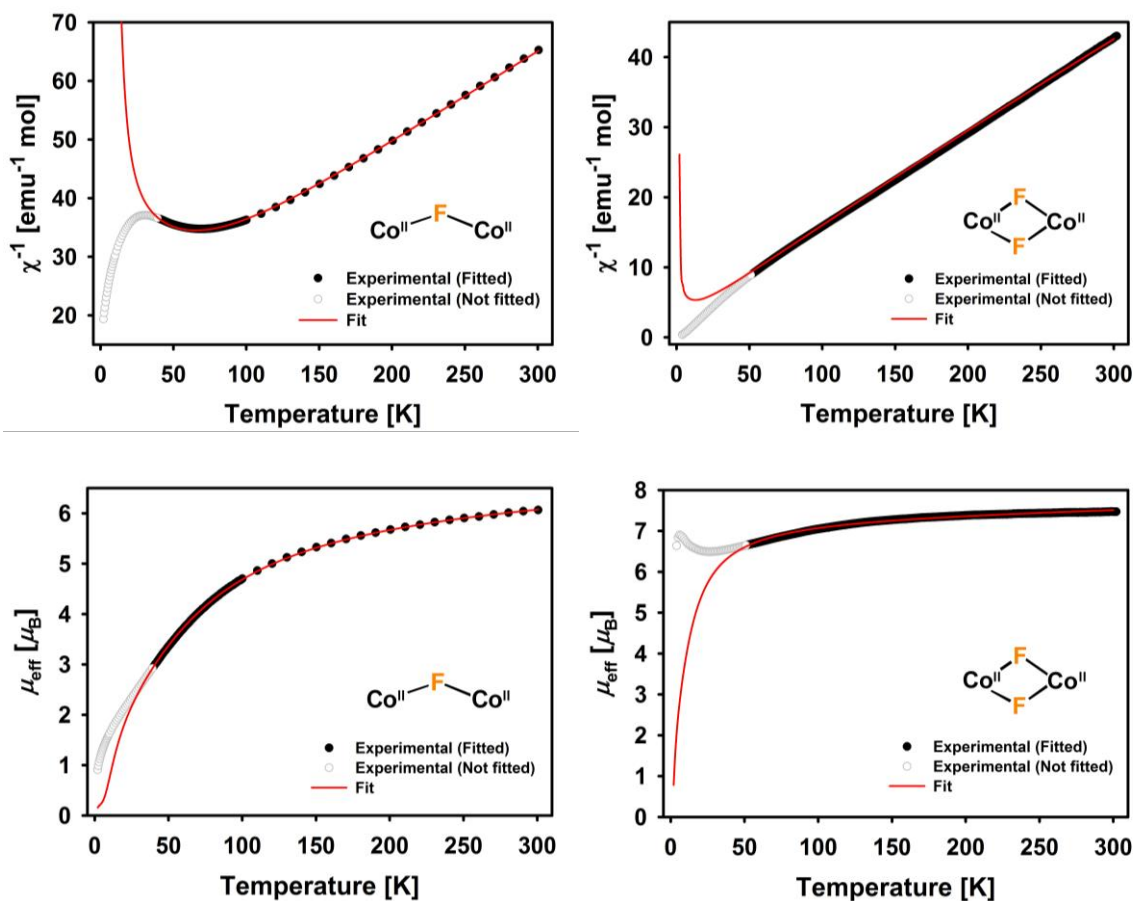 70
60
50
40
30
20
χ⁻¹ [emu⁻¹ mol]
Coᴵᴵ F Coᴵᴵ
Experimental (Fitted)
Experimental (Not fitted)
Fit
0 50 100 150 200 250 300
Temperature [K]
40
30
20
10
0
χ⁻¹ [emu⁻¹ mol]
F
Coᴵᴵ Coᴵᴵ
F
Experimental (Fitted)
Experimental (Not fitted)
Fit
0 50 100 150 200 250 300
Temperature [K]
6
5
4
3
2
1
0
μeff [μB]
Coᴵᴵ F Coᴵᴵ
Experimental (Fitted)
Experimental (Not fitted)
Fit
0 50 100 150 200 250 300
Temperature [K]
8
7
6
5
4
3
2
1
0
μeff [μB]
F
Coᴵᴵ Coᴵᴵ
F
Experimental (Fitted)
Experimental (Not fitted)
Fit
0 50 100 150 200 250 300
Temperature [K]